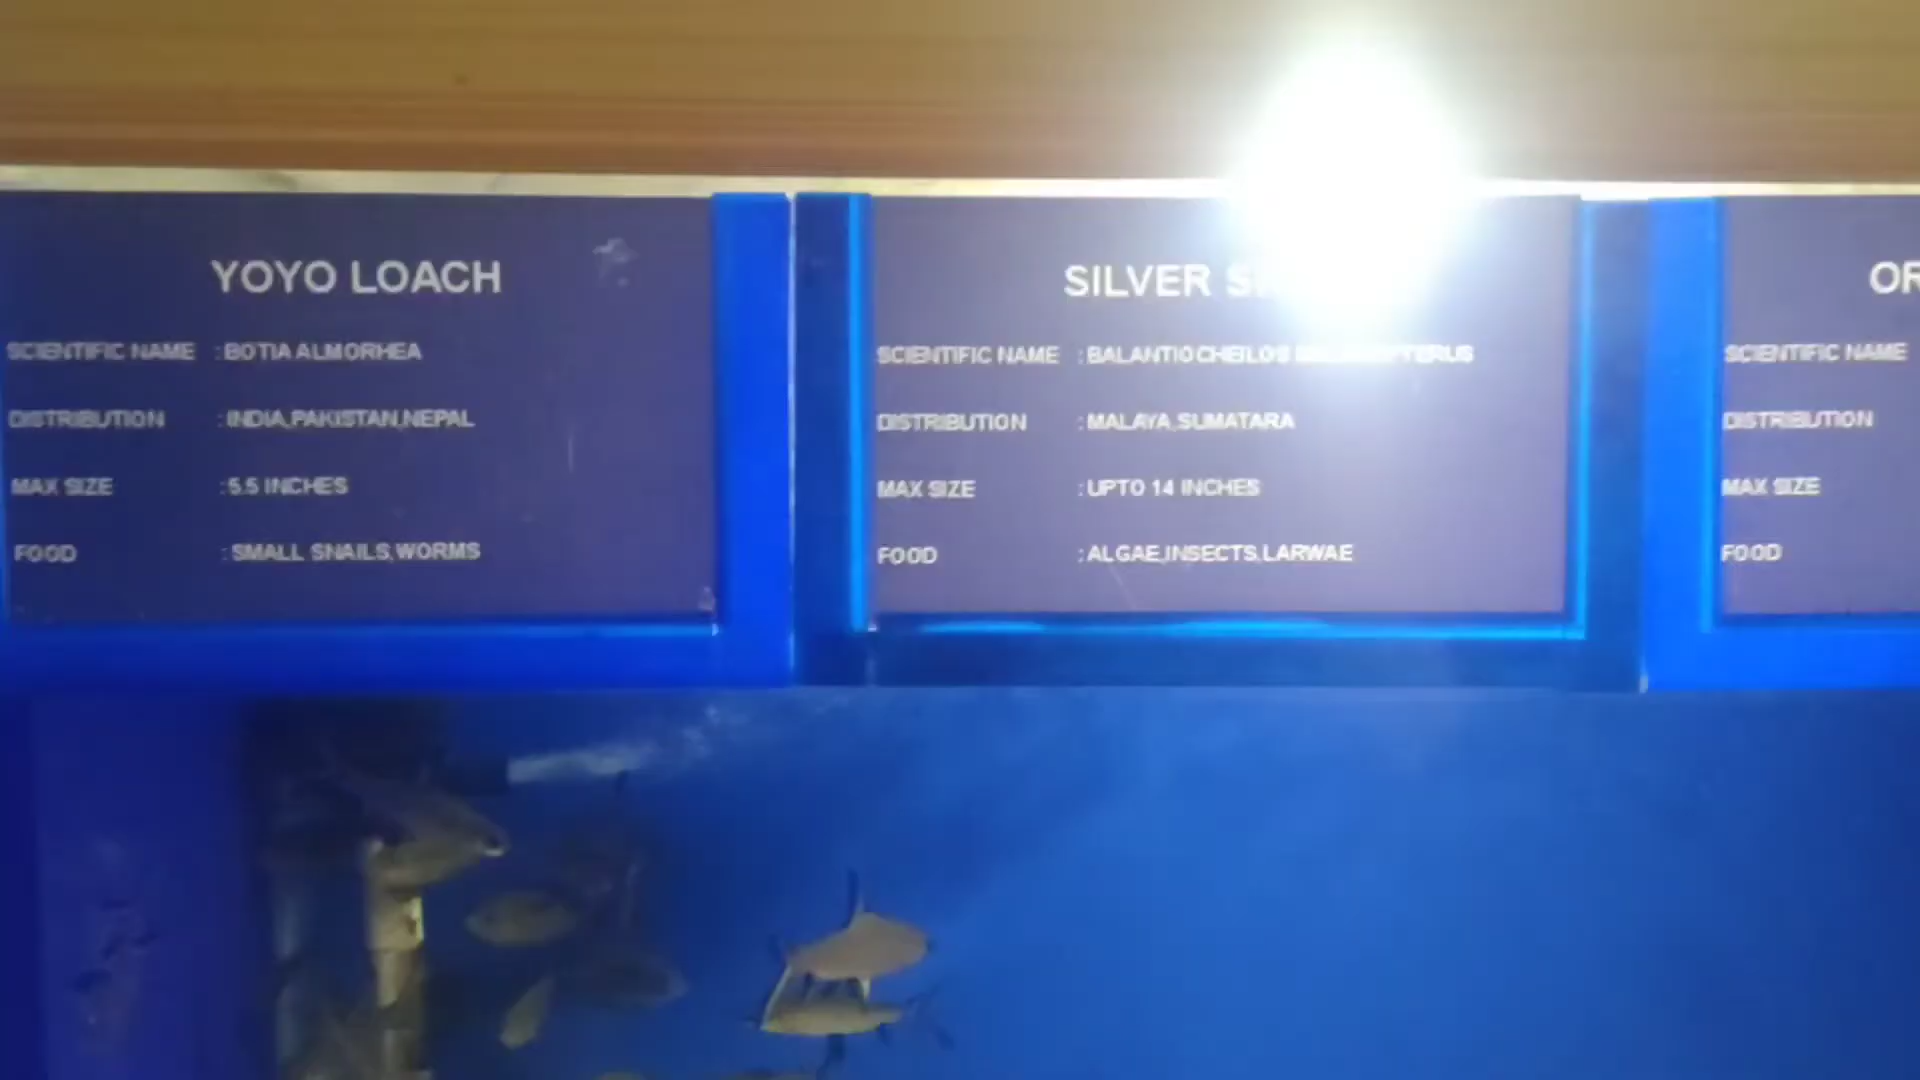 YOYO LOACH
SCIENTIFIC NAME : BOTIA ALMORHEA
DISTRIBUTION : INDIA,PAKISTAN,NEPAL
MAX SIZE : 5.5 INCHES
FOOD : SMALL SNAILS,WORMS
SILVER
SCIENTIFIC NAME : BALANTIOCHEILOS
DISTRIBUTION : MALAYA,SUMATARA
MAX SIZE : UPTO 14 INCHES
FOOD : ALGAE,INSECTS,LARWAE
SCIENTIFIC NAME
DISTRIBUTION
MAX SIZE
FOOD